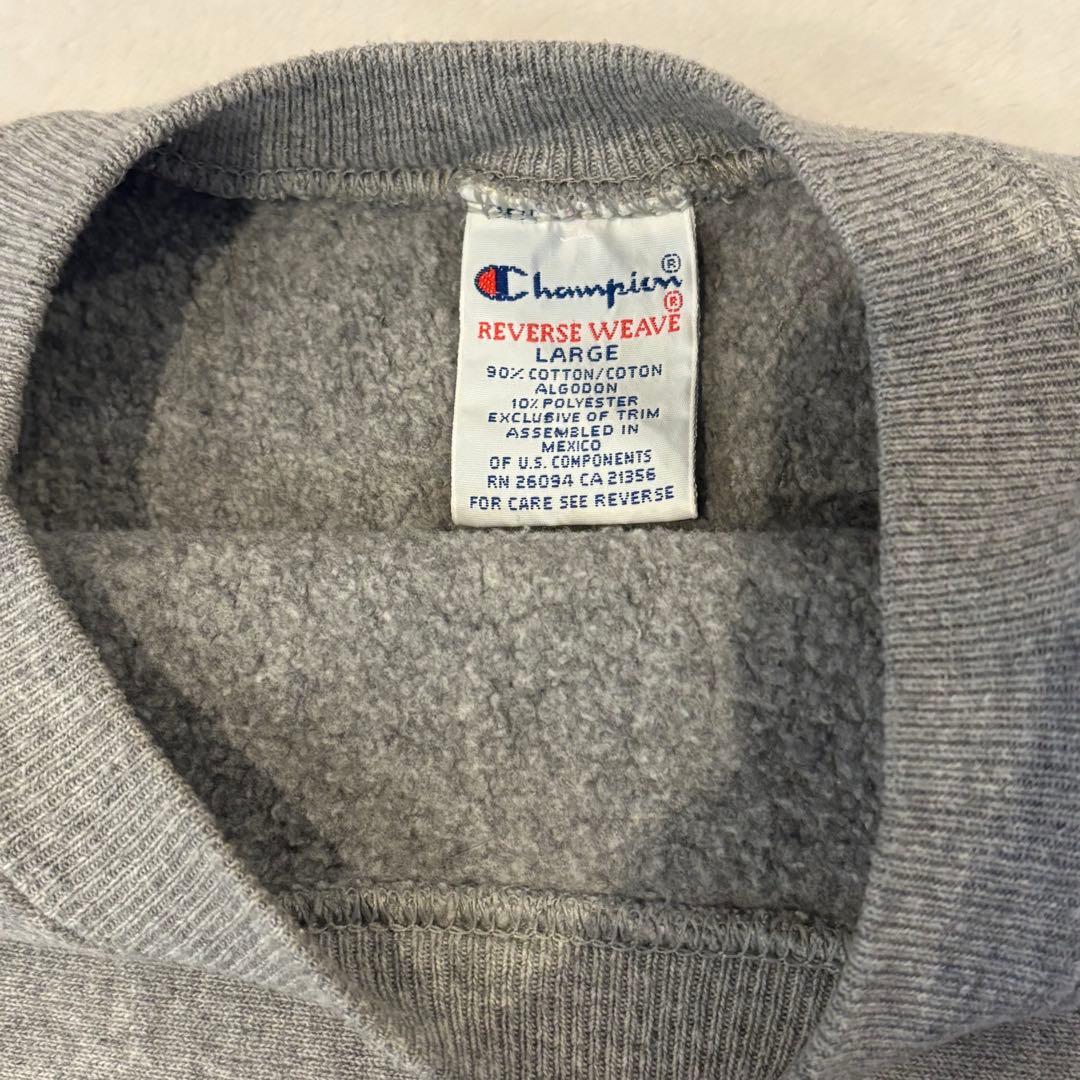 Champion®
REVERSE WEAVE®
LARGE
90% COTTON/COTON
ALGODON
10% POLYESTER
EXCLUSIVE OF TRIM
ASSEMBLED IN
MEXICO
OF U.S. COMPONENTS
RN 26094 CA 21356
FOR CARE SEE REVERSE